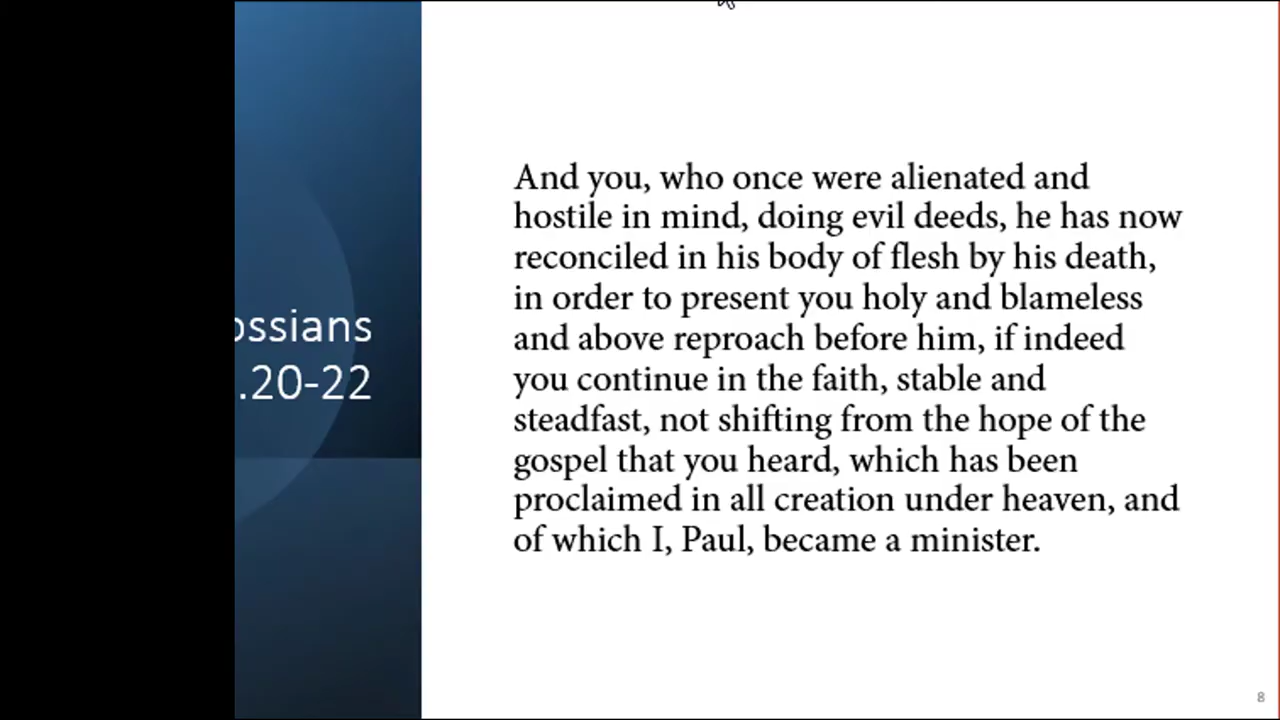 ossians
.20-22
And you, who once were alienated and
hostile in mind, doing evil deeds, he has now
reconciled in his body of flesh by his death,
in order to present you holy and blameless
and above reproach before him, if indeed
you continue in the faith, stable and
steadfast, not shifting from the hope of the
gospel that you heard, which has been
proclaimed in all creation under heaven, and
of which I, Paul, became a minister.
8